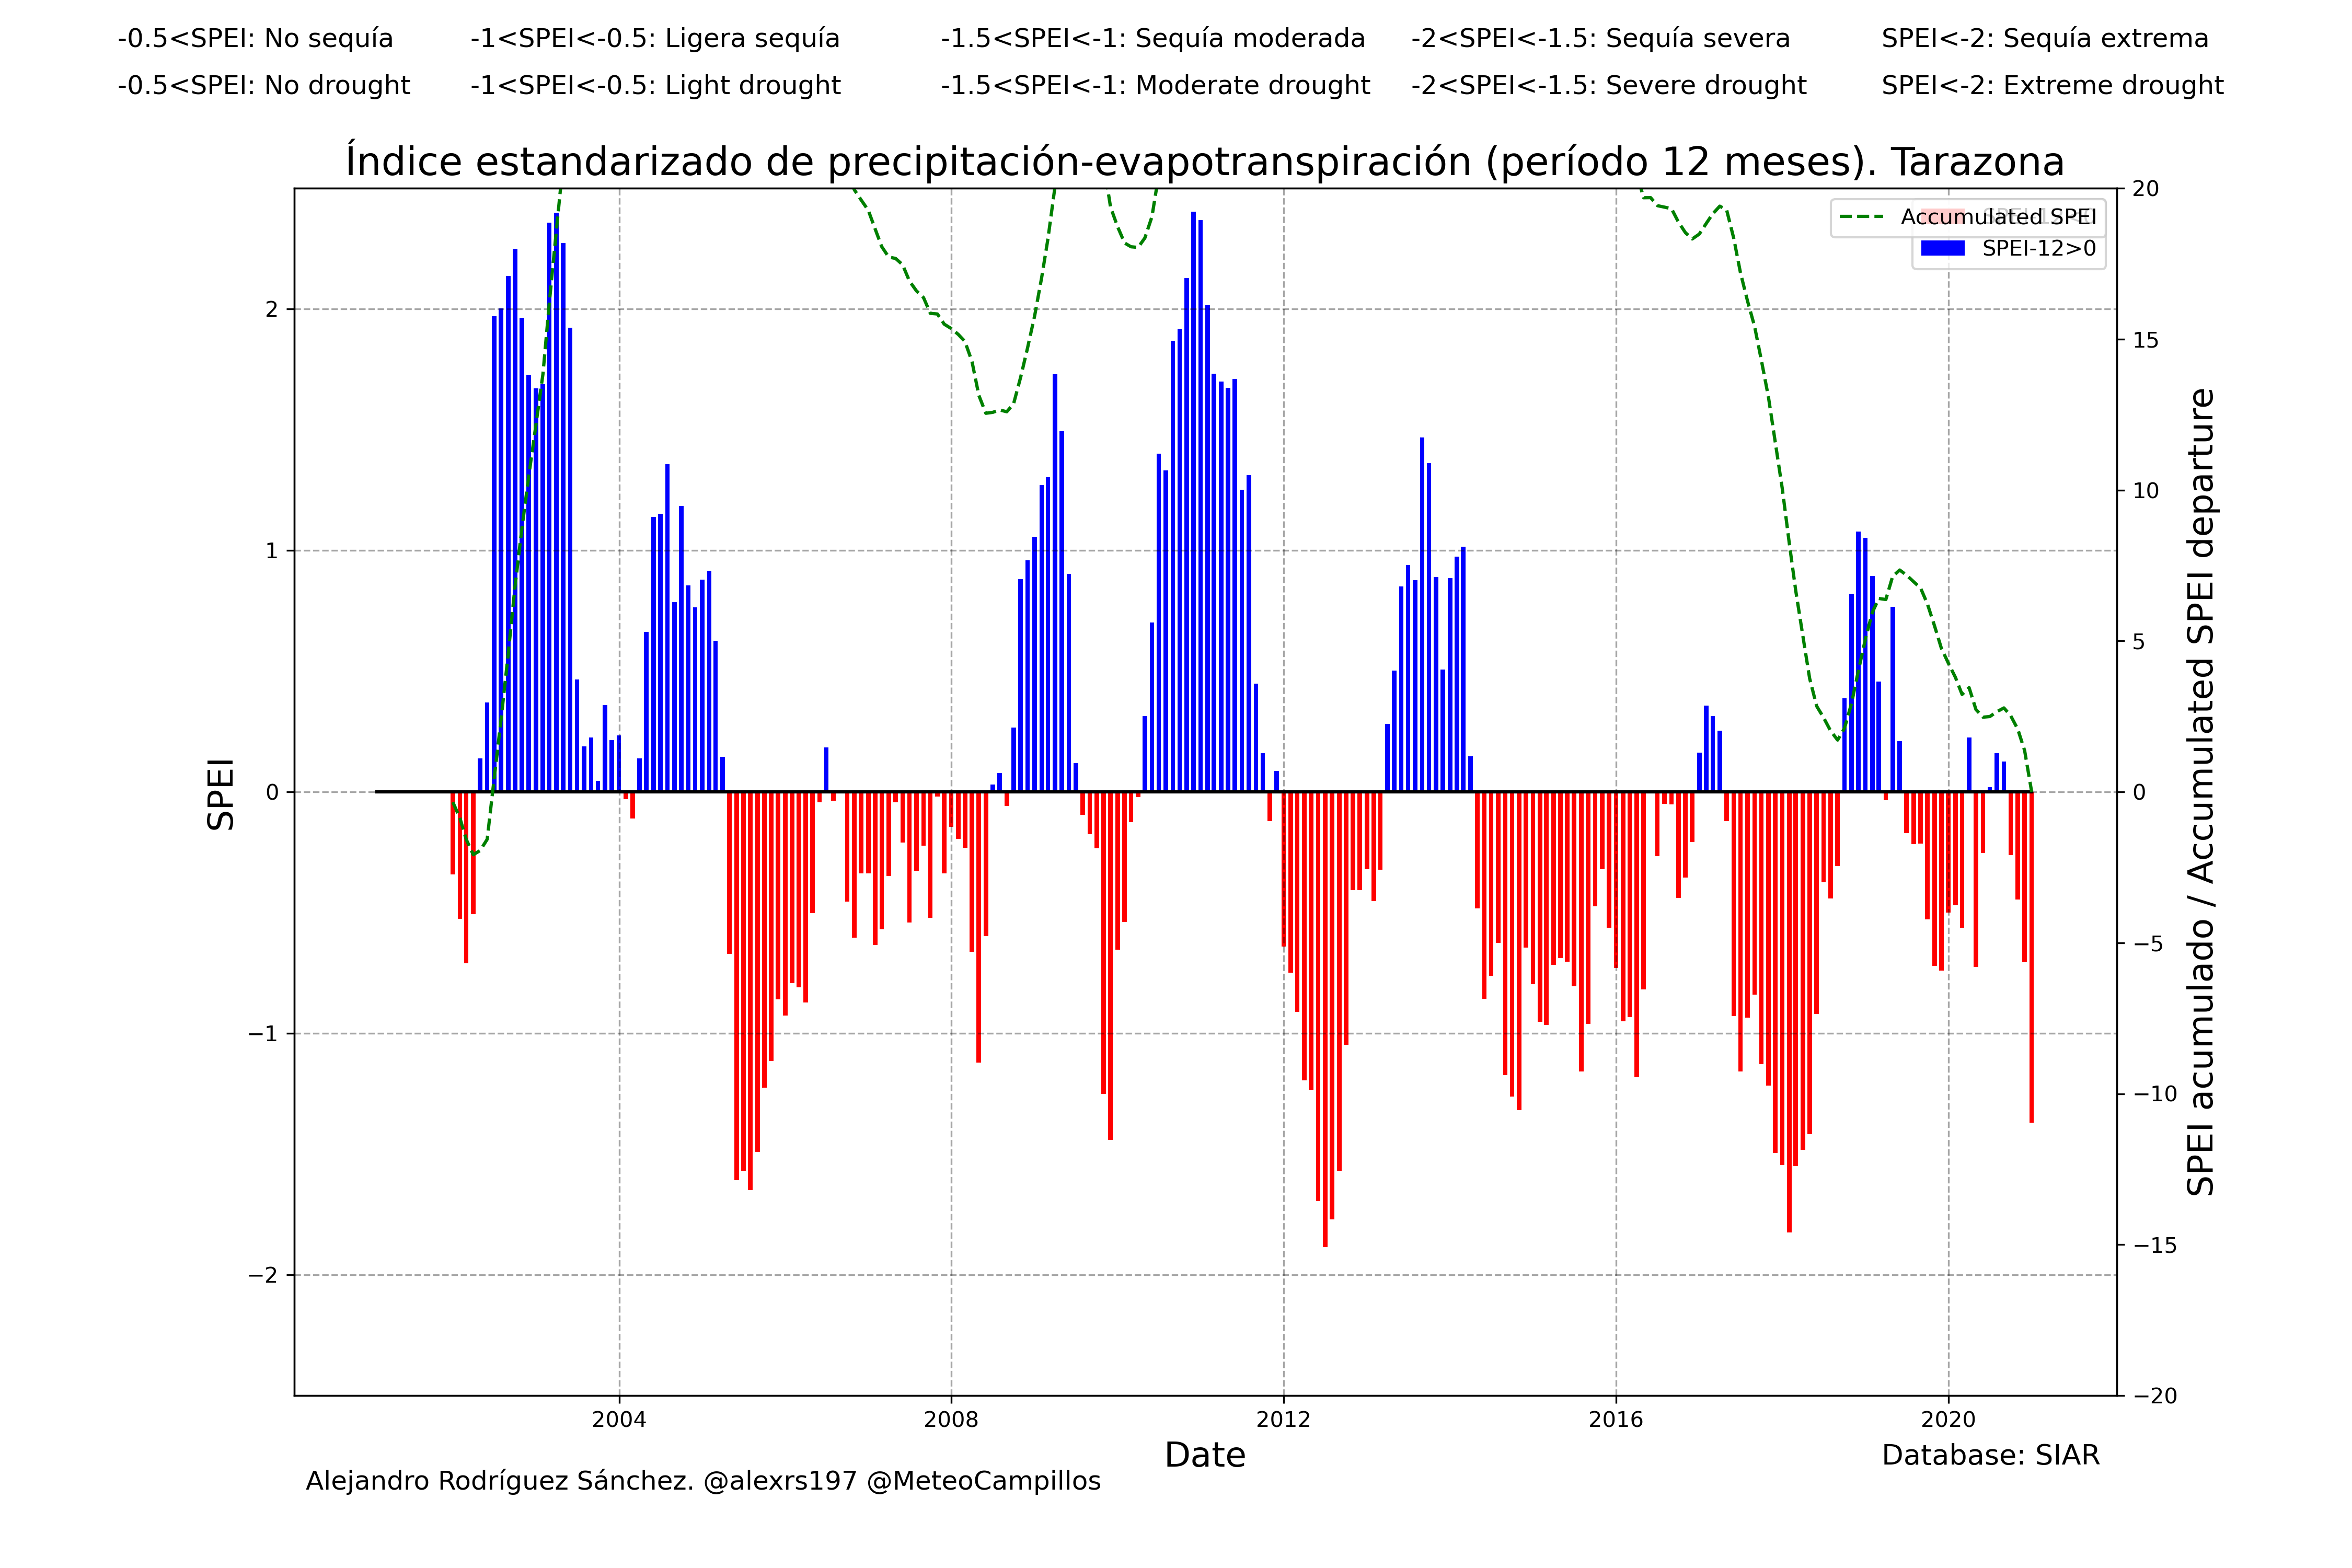 -0.5<SPEI: No sequía -1<SPEI<-0.5: Ligera sequía -1.5<SPEI<-1: Sequía moderada -2<SPEI<-1.5: Sequía severa SPEI<-2: Sequía extrema
-0.5<SPEI: No drought -1<SPEI<-0.5: Light drought -1.5<SPEI<-1: Moderate drought -2<SPEI<-1.5: Severe drought SPEI<-2: Extreme drought
Índice estandarizado de precipitación-evapotranspiración (período 12 meses). Tarazona
Accumulated SPEI
SPEI-12>0
SPEI
2
1
0
−1
−2
20
15
10
5
0
−5
−10
−15
−20
SPEI acumulado / Accumulated SPEI departure
2004 2008 2012 2016 2020
Date
Database: SIAR
Alejandro Rodríguez Sánchez. @alexrs197 @MeteoCampillos